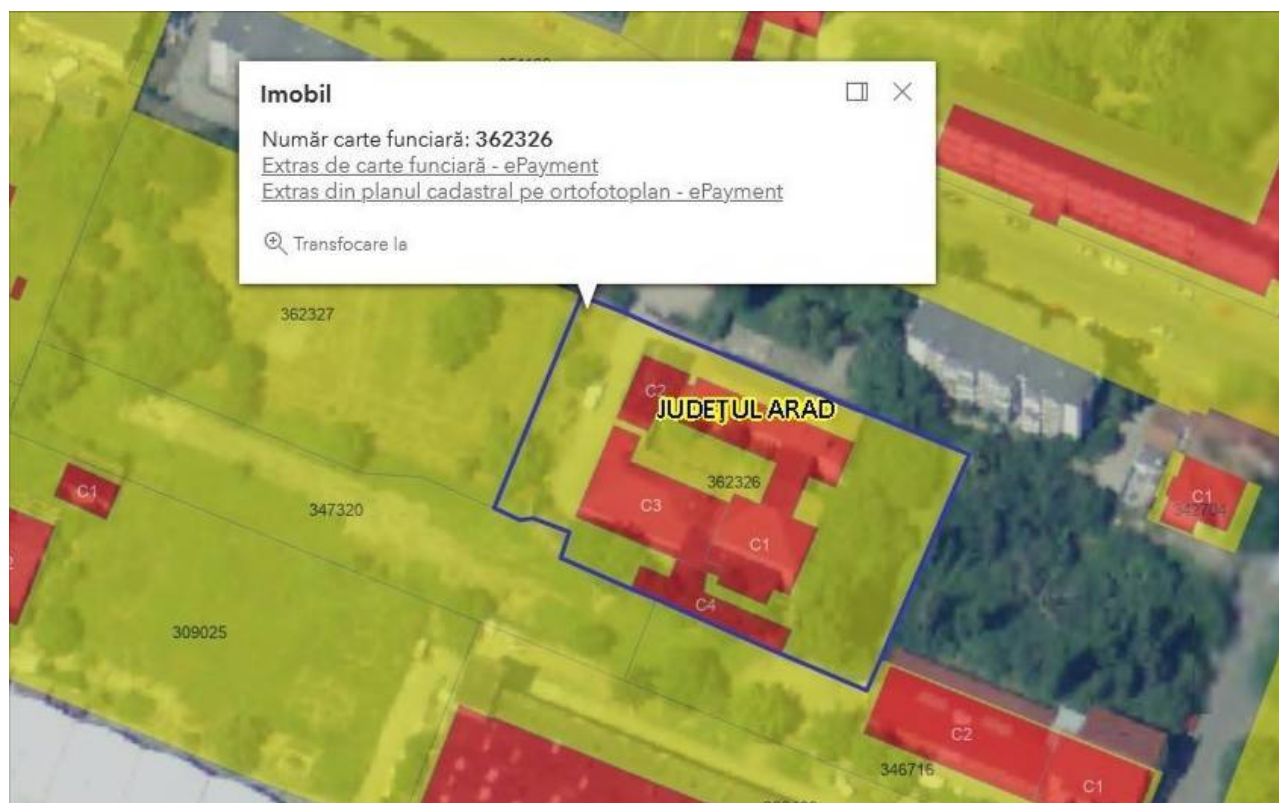 Imobil
Număr carte funciară: 362326
Extras de carte funciară - ePayment
Extras din planul cadastral pe ortofotoplan - ePayment
Transfocare la
362327
C2
JUDEȚUL ARAD
362326
C1
342704
C1
347320
C3
C1
C4
309025
C2
346716
C1